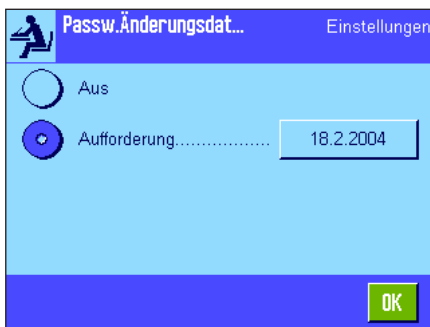 Passw.Änderungsdat... Einstellungen
Aus
Aufforderung.................. 18.2.2004
OK